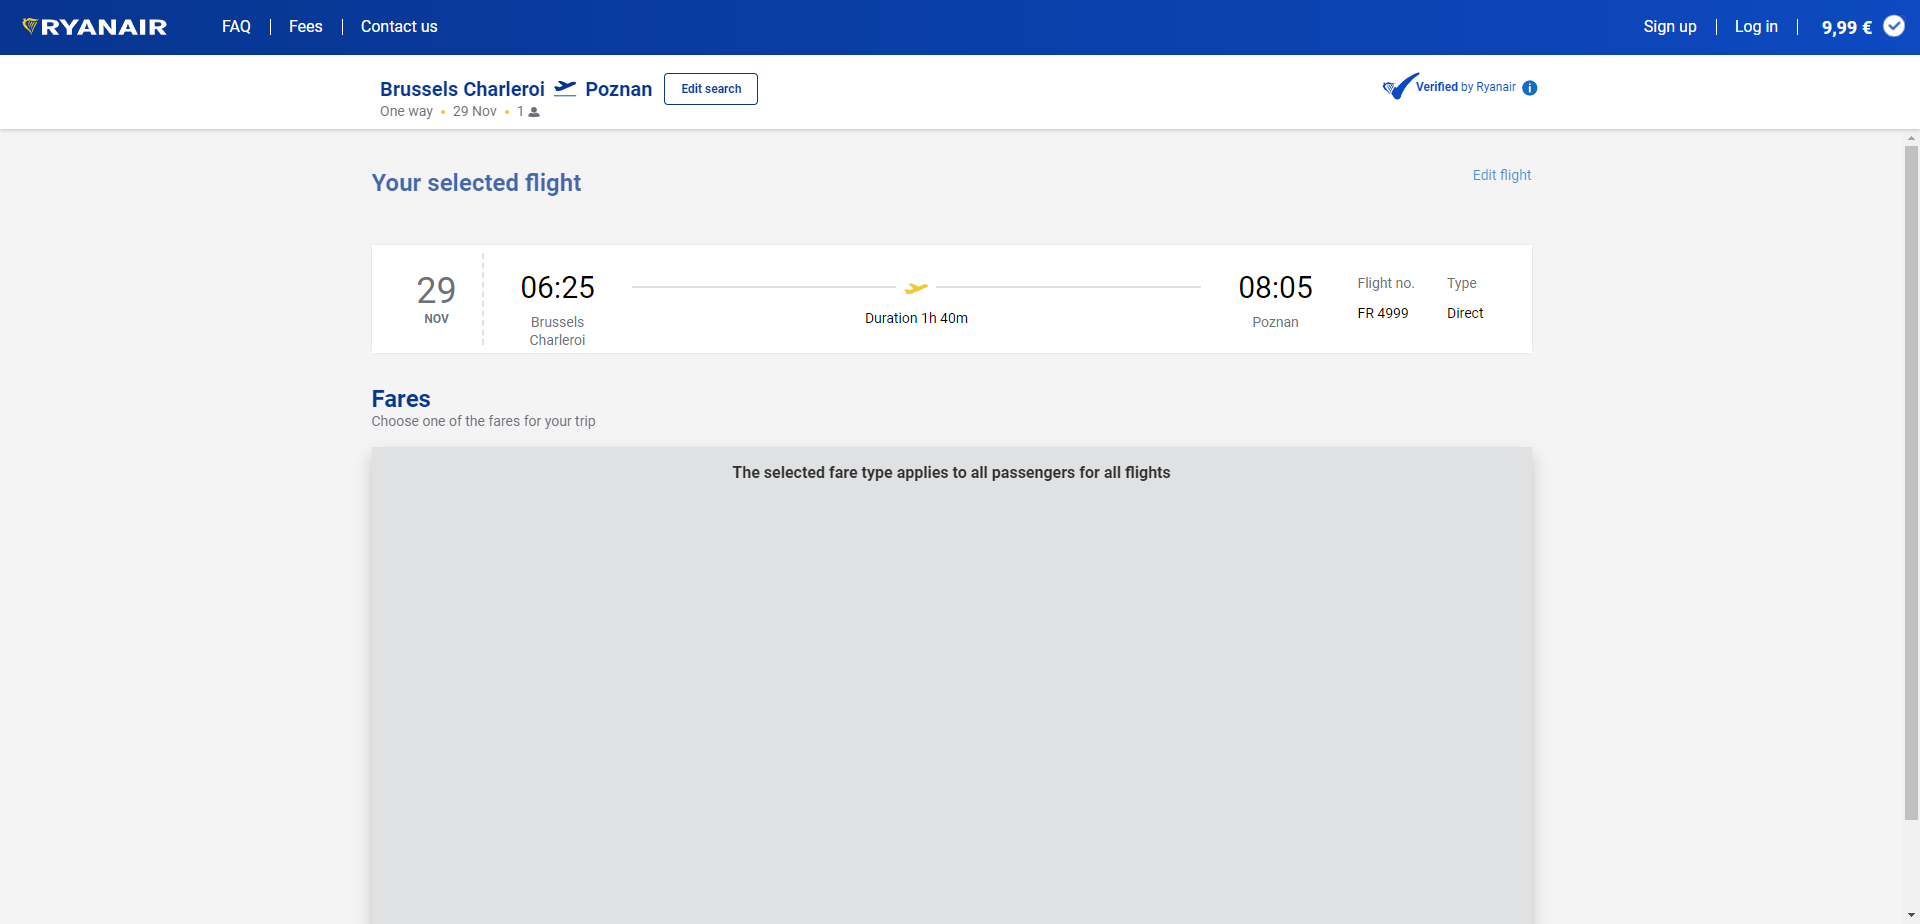 RYANAIR
FAQ
Fees
Contact us
Sign up
Log in
9,99 €
Brussels Charleroi Poznan
Edit search
One way • 29 Nov • 1
Verified by Ryanair
i
Your selected flight
Edit flight
29
NOV
06:25
Brussels
Charleroi
Duration 1h 40m
08:05
Poznan
Flight no.
FR 4999
Type
Direct
Fares
Choose one of the fares for your trip
The selected fare type applies to all passengers for all flights